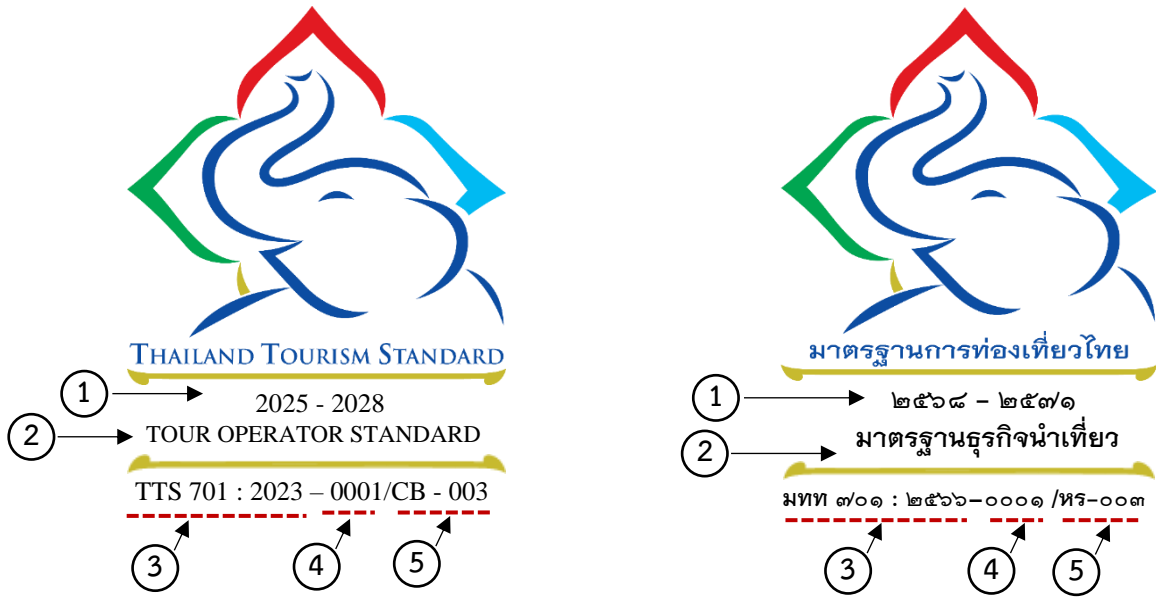 THAILAND TOURISM STANDARD
1
2025 - 2028
2
TOUR OPERATOR STANDARD
TTS 701 : 2023 – 0001/CB - 003
3
4
5
มาตรฐานการท่องเที่ยวไทย
1
๒๕๖๘ – ๒๕๗๑
2
มาตรฐานธุรกิจนำเที่ยว
มทท ๗๐๑ : ๒๕๖๖–๐๐๐๑ /หร–๐๐๓
3
4
5